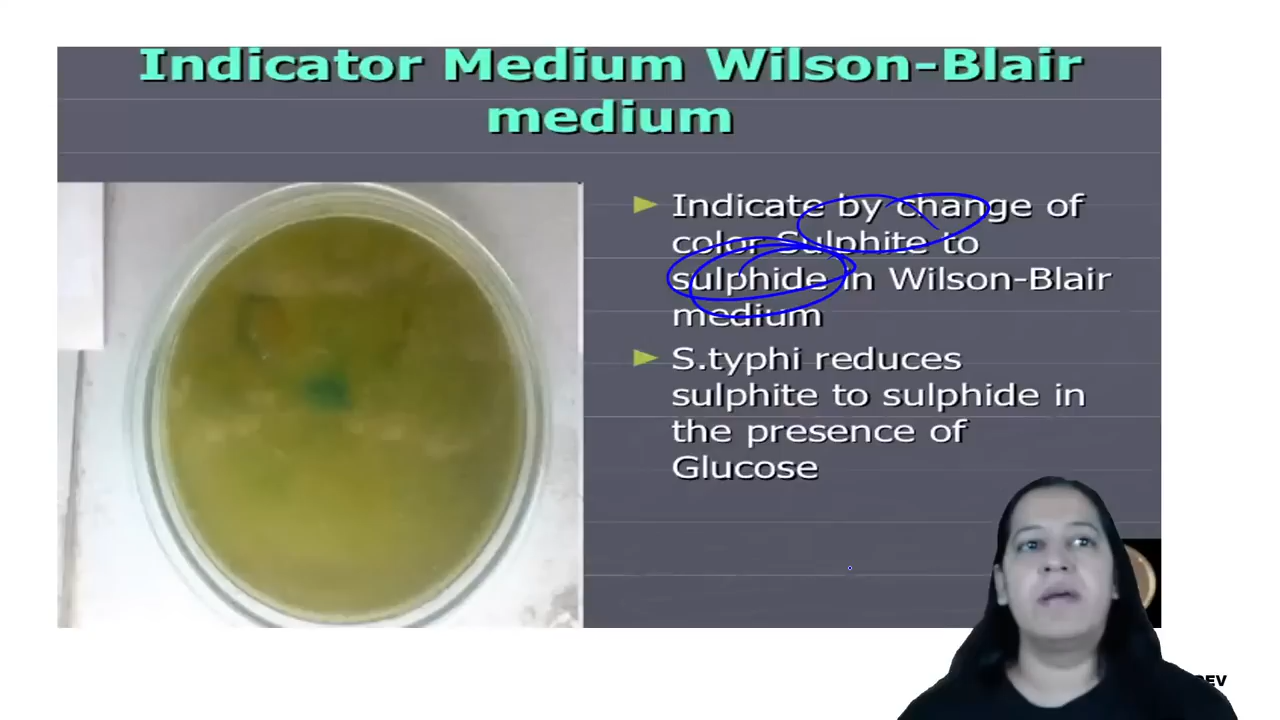 Indicator Medium Wilson-Blair
medium
Indicate by change of
color Sulphite to
sulphide in Wilson-Blair
medium
S.typhi reduces
sulphite to sulphide in
the presence of
Glucose